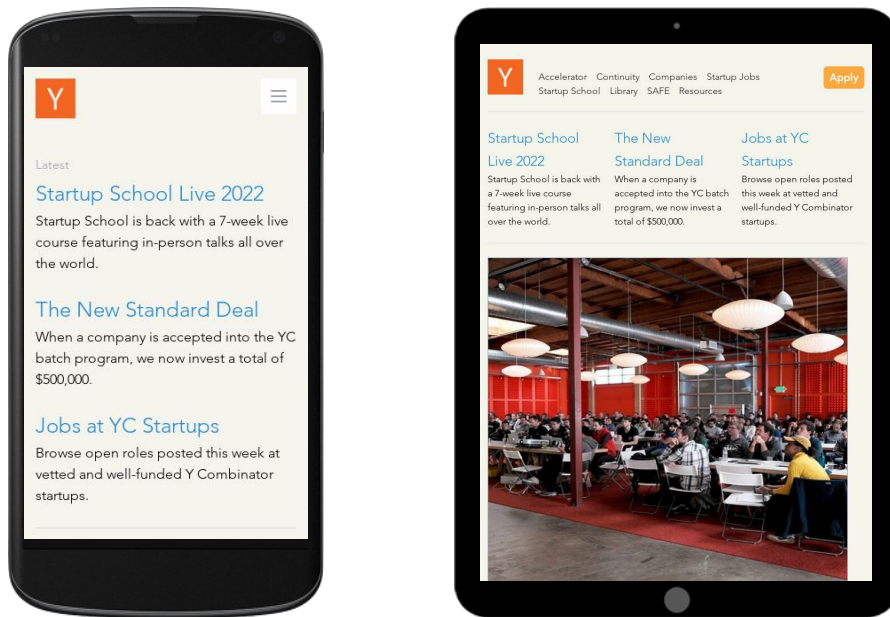 Y
Latest
Startup School Live 2022
Startup School is back with a 7-week live
course featuring in-person talks all over
the world.
The New Standard Deal
When a company is accepted into the YC
batch program, we now invest a total of
$500,000.
Jobs at YC Startups
Browse open roles posted this week at
vetted and well-funded Y Combinator
startups.
Y
Accelerator Continuity Companies Startup Jobs
Startup School Library SAFE Resources
Apply
Startup School
Live 2022
Startup School is back with
a 7-week live course
featuring in-person talks all
over the world.
The New
Standard Deal
When a company is
accepted into the YC batch
program, we now invest a
total of $500,000.
Jobs at YC
Startups
Browse open roles posted
this week at vetted and
well-funded Y Combinator
startups.